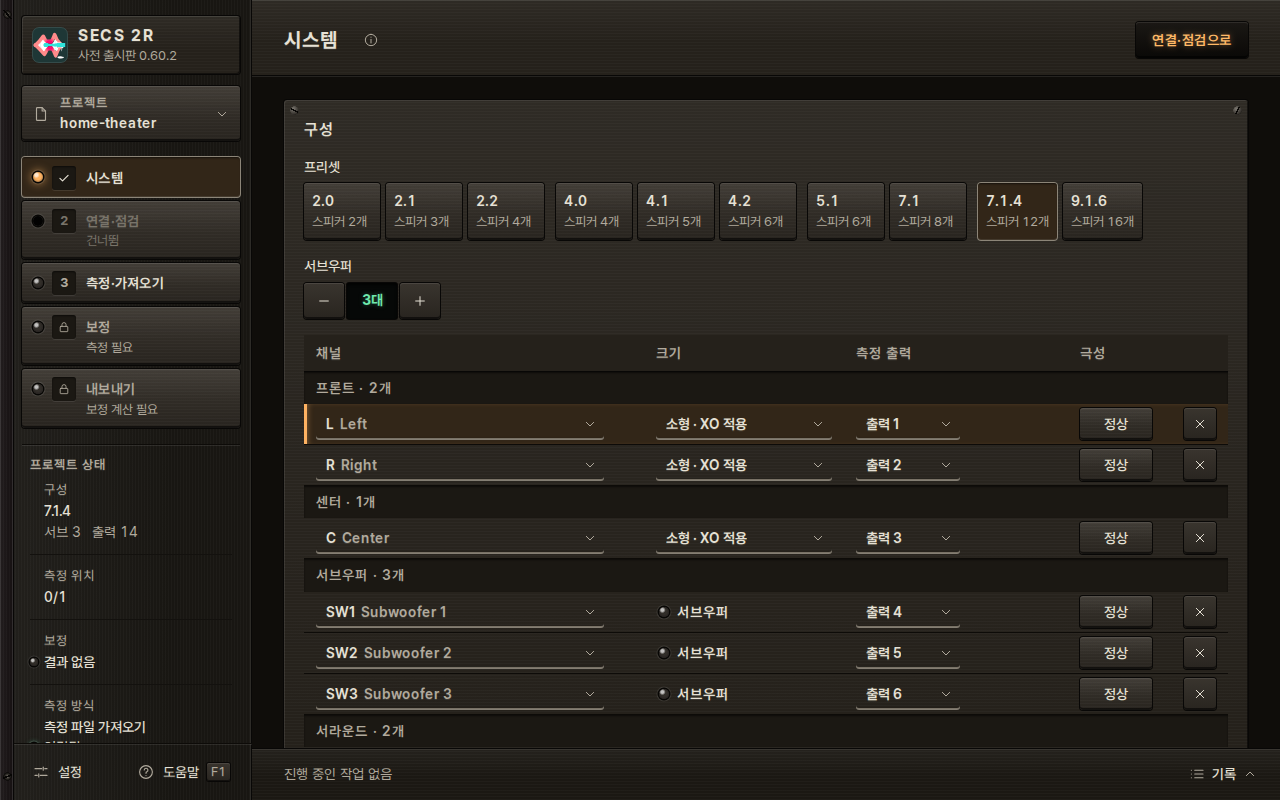 SECS 2R
사전 출시판 0.60.2
프로젝트
home-theater
시스템
2 연결·점검
건너뜀
3 측정·가져오기
보정
측정 필요
내보내기
보정 계산 필요
프로젝트 상태
구성
7.1.4
서브 3 출력 14
측정 위치
0/1
보정
결과 없음
측정 방식
측정 파일 가져오기
설정
도움말 F1
시스템
연결·점검으로
구성
프리셋
2.0 2.1 2.2 4.0 4.1 4.2 5.1 7.1 7.1.4 9.1.6
스피커 2개 스피커 3개 스피커 4개 스피커 4개 스피커 5개 스피커 6개 스피커 6개 스피커 8개 스피커 12개 스피커 16개
서브우퍼
− 3대 +
채널 크기 측정 출력 극성
프론트 · 2개
L Left 소형 · XO 적용 출력 1 정상
R Right 소형 · XO 적용 출력 2 정상
센터 · 1개
C Center 소형 · XO 적용 출력 3 정상
서브우퍼 · 3개
SW1 Subwoofer 1 서브우퍼 출력 4 정상
SW2 Subwoofer 2 서브우퍼 출력 5 정상
SW3 Subwoofer 3 서브우퍼 출력 6 정상
서라운드 · 2개
진행 중인 작업 없음
기록